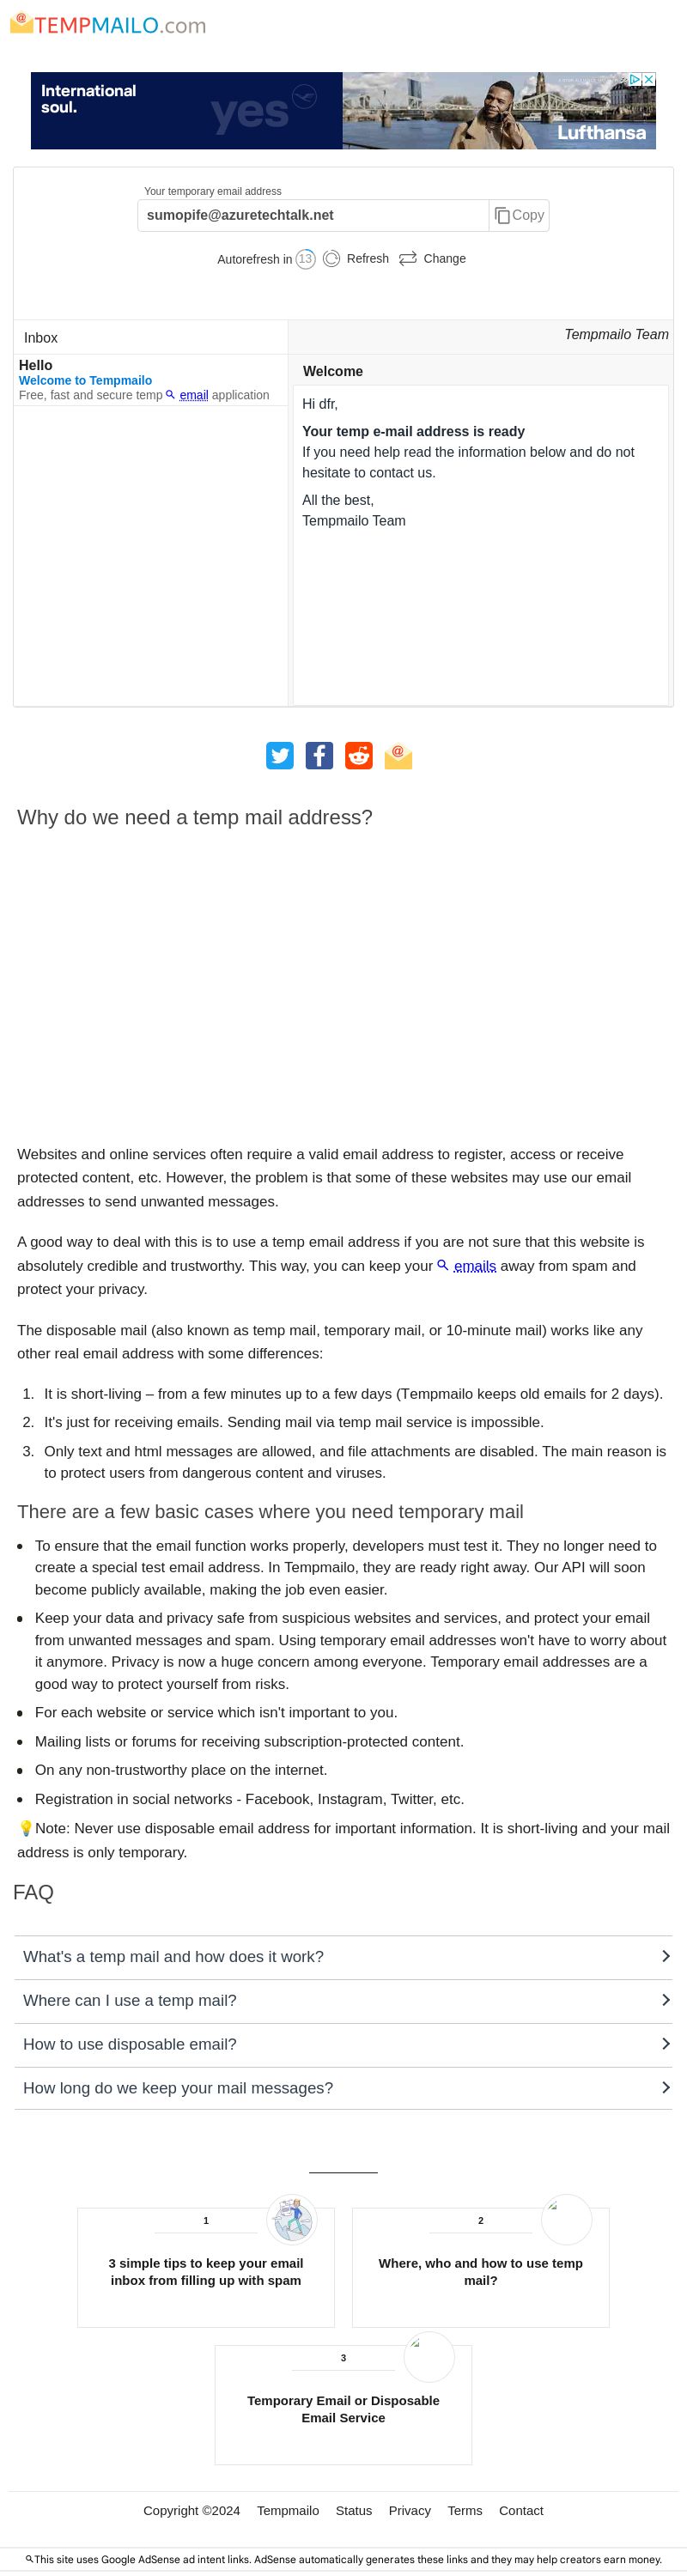 TEMPMAILO.com
International
soul.
yes
Lufthansa
Your temporary email address
sumopife@azuretechtalk.net
Copy
Autorefresh in 13 Refresh Change
Inbox
Tempmailo Team
Hello
Welcome to Tempmailo
Free, fast and secure temp email application
Welcome
Hi dfr,
Your temp e-mail address is ready
If you need help read the information below and do not
hesitate to contact us.
All the best,
Tempmailo Team
Why do we need a temp mail address?
Websites and online services often require a valid email address to register, access or receive
protected content, etc. However, the problem is that some of these websites may use our email
addresses to send unwanted messages.
A good way to deal with this is to use a temp email address if you are not sure that this website is
absolutely credible and trustworthy. This way, you can keep your emails away from spam and
protect your privacy.
The disposable mail (also known as temp mail, temporary mail, or 10-minute mail) works like any
other real email address with some differences:
1. It is short-living – from a few minutes up to a few days (Tempmailo keeps old emails for 2 days).
2. It's just for receiving emails. Sending mail via temp mail service is impossible.
3. Only text and html messages are allowed, and file attachments are disabled. The main reason is
to protect users from dangerous content and viruses.
There are a few basic cases where you need temporary mail
• To ensure that the email function works properly, developers must test it. They no longer need to
create a special test email address. In Tempmailo, they are ready right away. Our API will soon
become publicly available, making the job even easier.
• Keep your data and privacy safe from suspicious websites and services, and protect your email
from unwanted messages and spam. Using temporary email addresses won't have to worry about
it anymore. Privacy is now a huge concern among everyone. Temporary email addresses are a
good way to protect yourself from risks.
• For each website or service which isn't important to you.
• Mailing lists or forums for receiving subscription-protected content.
• On any non-trustworthy place on the internet.
• Registration in social networks - Facebook, Instagram, Twitter, etc.
💡Note: Never use disposable email address for important information. It is short-living and your mail
address is only temporary.
FAQ
What's a temp mail and how does it work?
Where can I use a temp mail?
How to use disposable email?
How long do we keep your mail messages?
1
3 simple tips to keep your email
inbox from filling up with spam
2
Where, who and how to use temp
mail?
3
Temporary Email or Disposable
Email Service
Copyright ©2024 Tempmailo Status Privacy Terms Contact
This site uses Google AdSense ad intent links. AdSense automatically generates these links and they may help creators earn money.